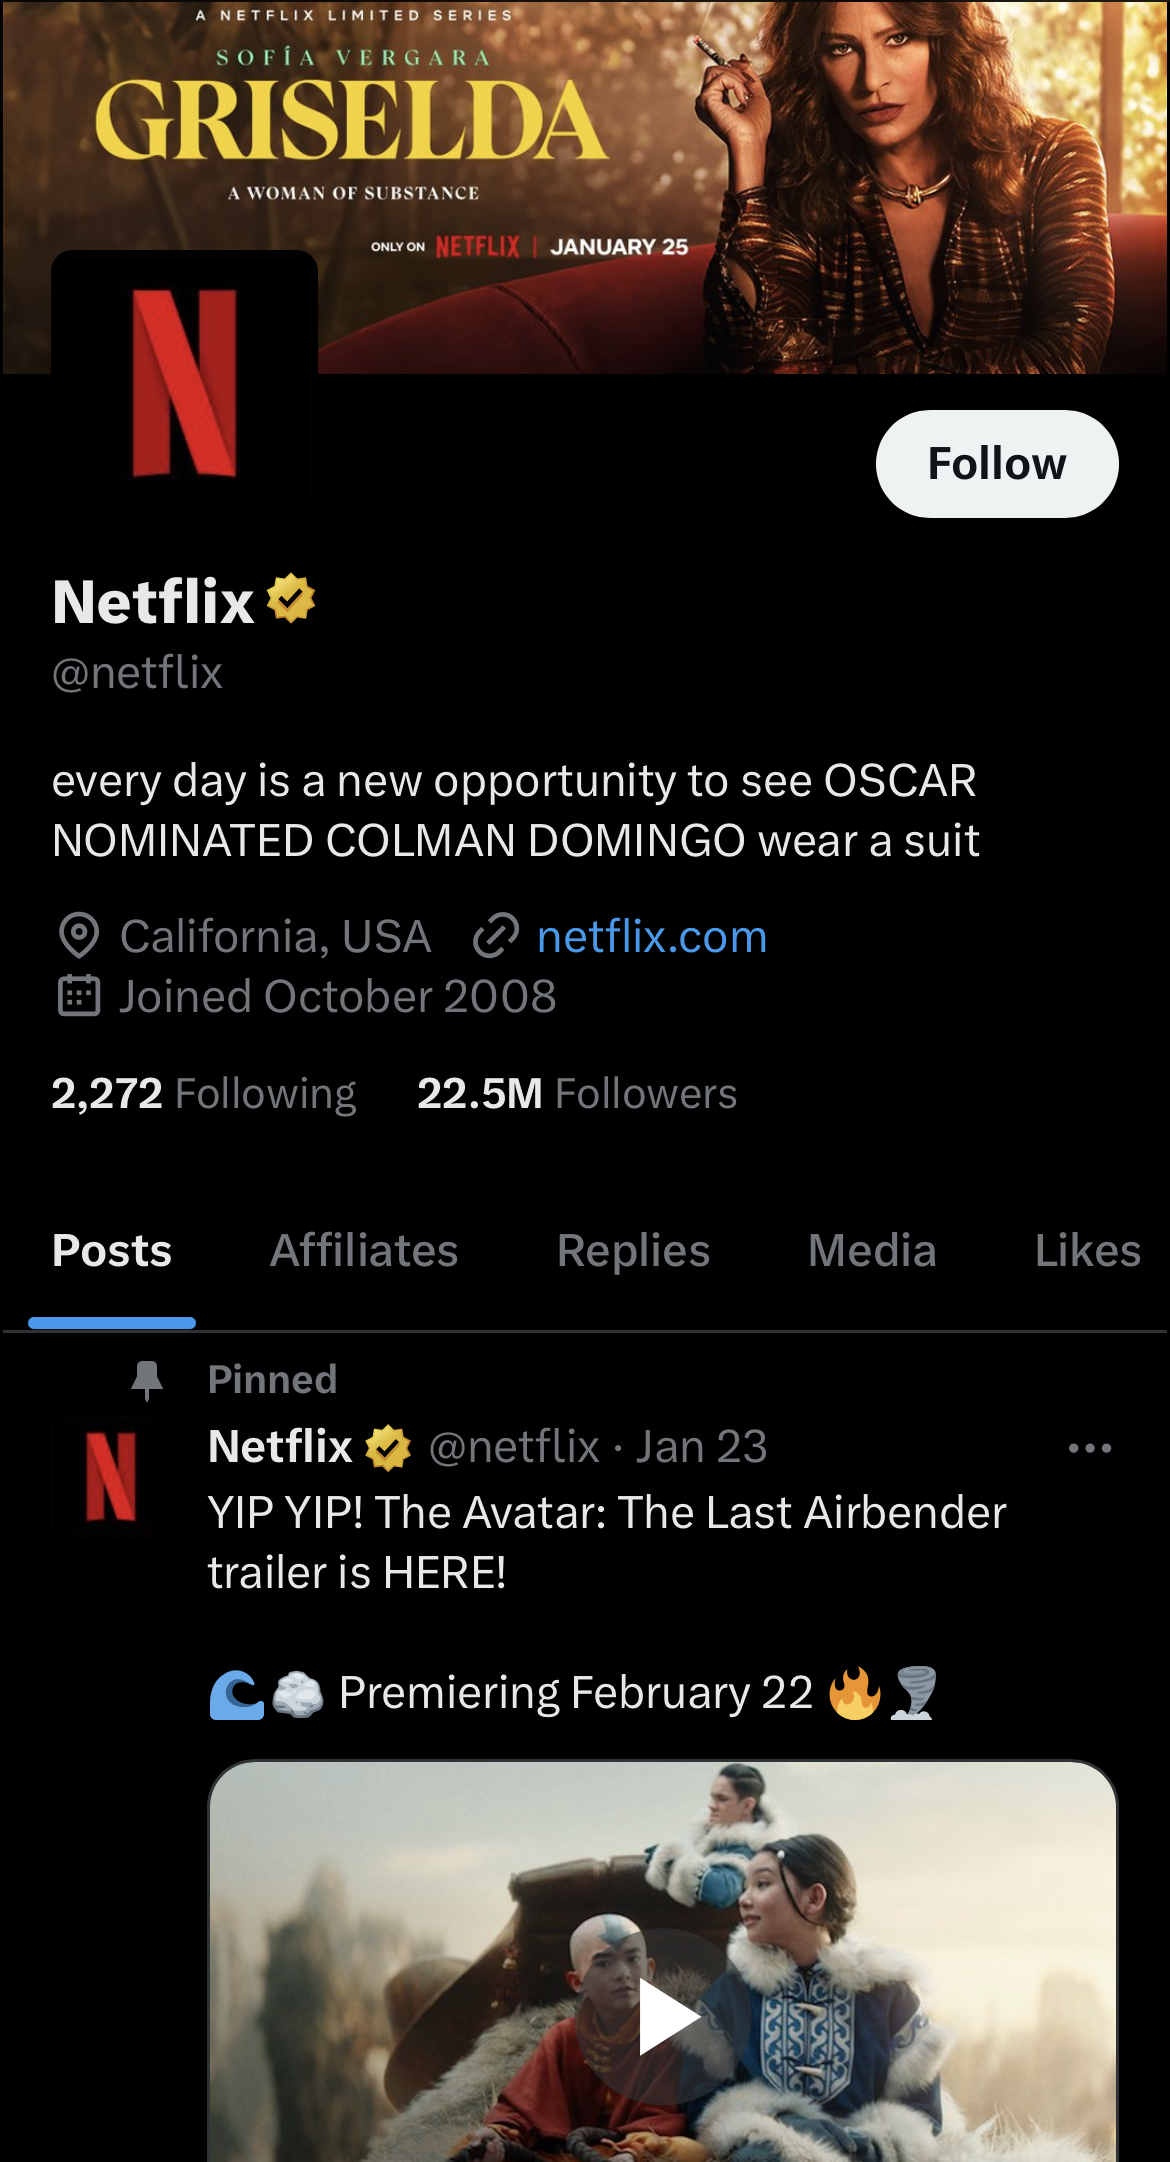 A NETFLIX LIMITED SERIES
SOFÍA VERGARA
GRISELDA
A WOMAN OF SUBSTANCE
ONLY ON NETFLIX | JANUARY 25
N
Follow
Netflix
@netflix
every day is a new opportunity to see OSCAR
NOMINATED COLMAN DOMINGO wear a suit
California, USA netflix.com
Joined October 2008
2,272 Following 22.5M Followers
Posts Affiliates Replies Media Likes
Pinned
N
Netflix @netflix · Jan 23
YIP YIP! The Avatar: The Last Airbender
trailer is HERE!
🌊🪨 Premiering February 22 🔥🌪️